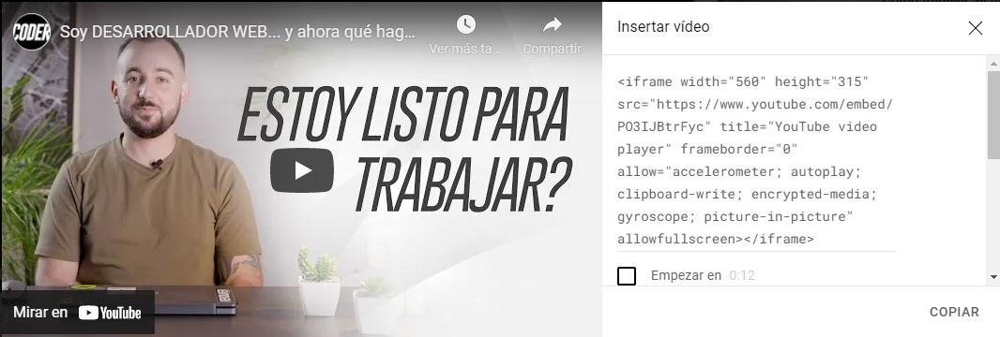 CODER
Soy DESARROLLADOR WEB... y ahora qué hag...
Ver más ta...
Compartir
ESTOY LISTO PARA
TRABAJAR?
Mirar en YouTube
Insertar vídeo
<iframe width="560" height="315"
src="https://www.youtube.com/embed/
PO3IJBtrFyc" title="YouTube video
player" frameborder="0"
allow="accelerometer; autoplay;
clipboard-write; encrypted-media;
gyroscope; picture-in-picture"
allowfullscreen></iframe>
Empezar en 0:12
COPIAR